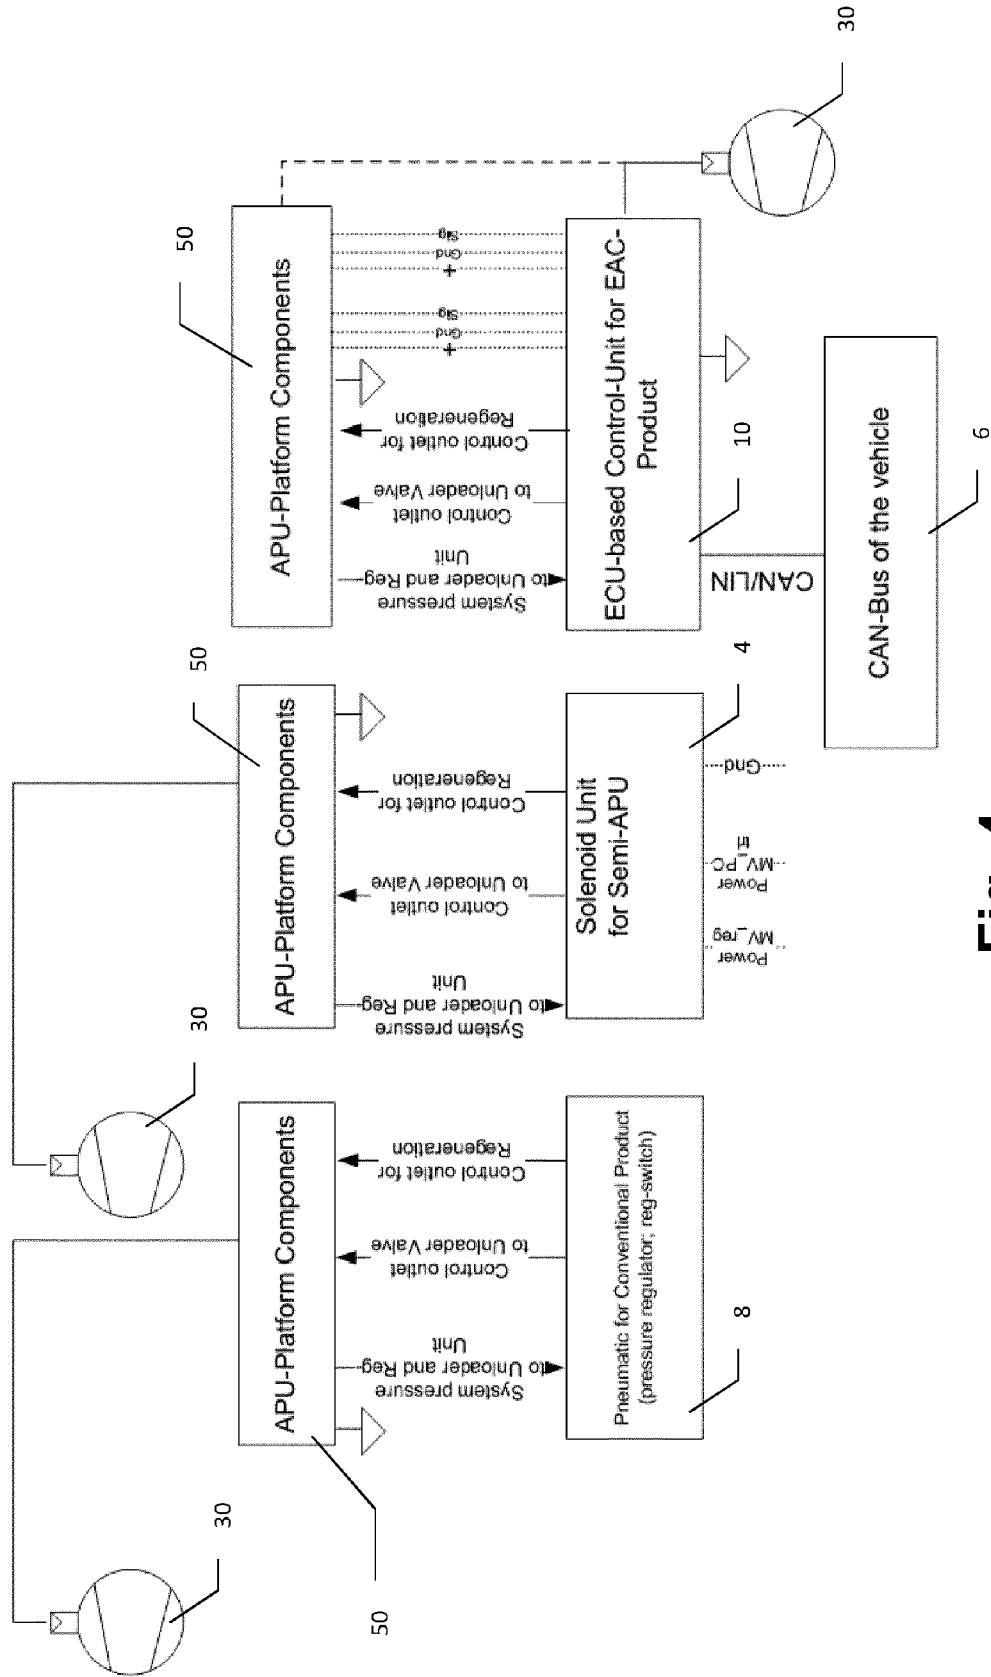 30
50
APU-Platform Components
System pressure
to Unloader and Reg
Unit
Control outlet
to Unloader Valve
Control outlet for
Regeneration
Pneumatic for Conventional Product
(pressure regulator; reg-switch)
8
30
50
APU-Platform Components
System pressure
to Unloader and Reg
Unit
Control outlet
to Unloader Valve
Control outlet for
Regeneration
Solenoid Unit
for Semi-APU
4
Power
MV_reg
Power
MV_PC
trl
Gnd
50
APU-Platform Components
System pressure
to Unloader and Reg
Unit
Control outlet
to Unloader Valve
Control outlet for
Regeneration
+
Gnd
Sig
+
Gnd
Sig
ECU-based Control-Unit for EAC-
Product
10
30
CAN/LIN
CAN-Bus of the vehicle
6